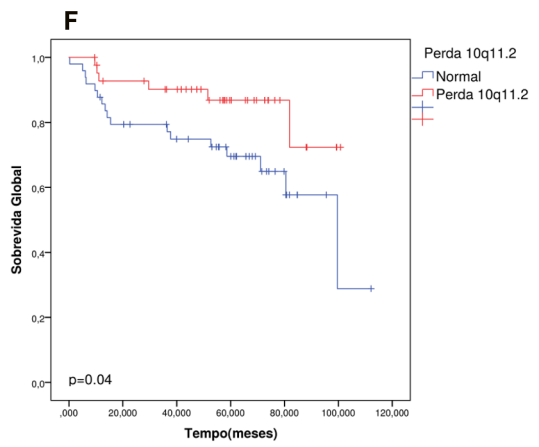 F
Perda 10q11.2
Normal
Perda 10q11.2
1,0
0,8
0,6
0,4
0,2
0,0
Sobrevida Global
p=0.04
,000 20,000 40,000 60,000 80,000 100,000 120,000
Tempo(meses)